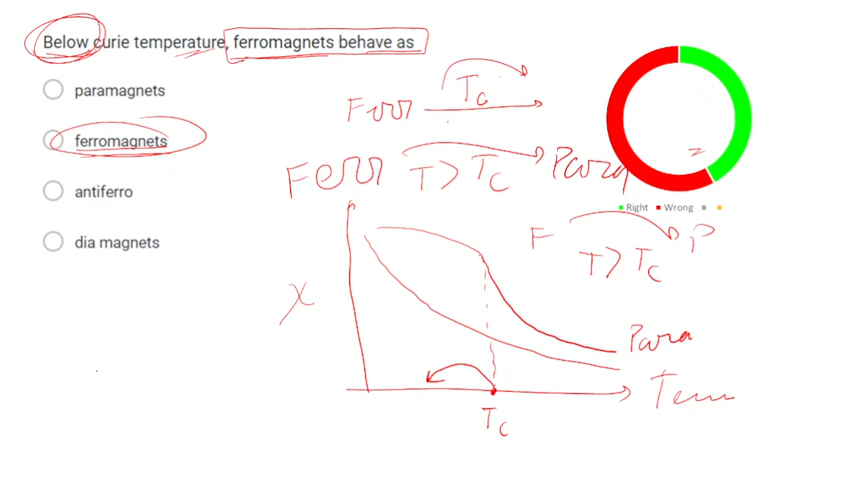 Below curie temperature, ferromagnets behave as
paramagnets
ferromagnets
antiferro
dia magnets
Ferr Tc
Ferr T > Tc Para
Right Wrong
F T > Tc P
χ
Para
Tem
Tc